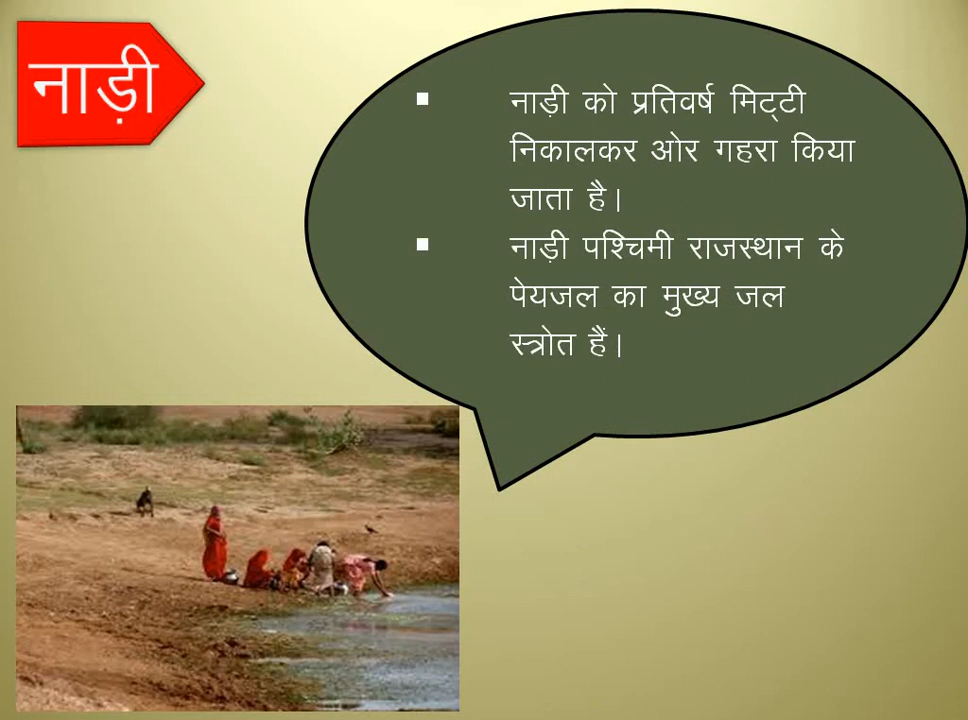 नाड़ी
▪ नाड़ी को प्रतिवर्ष मिट्टी
निकालकर ओर गहरा किया
जाता है।
▪ नाड़ी पश्चिमी राजस्थान के
पेयजल का मुख्य जल
स्त्रोत हैं।